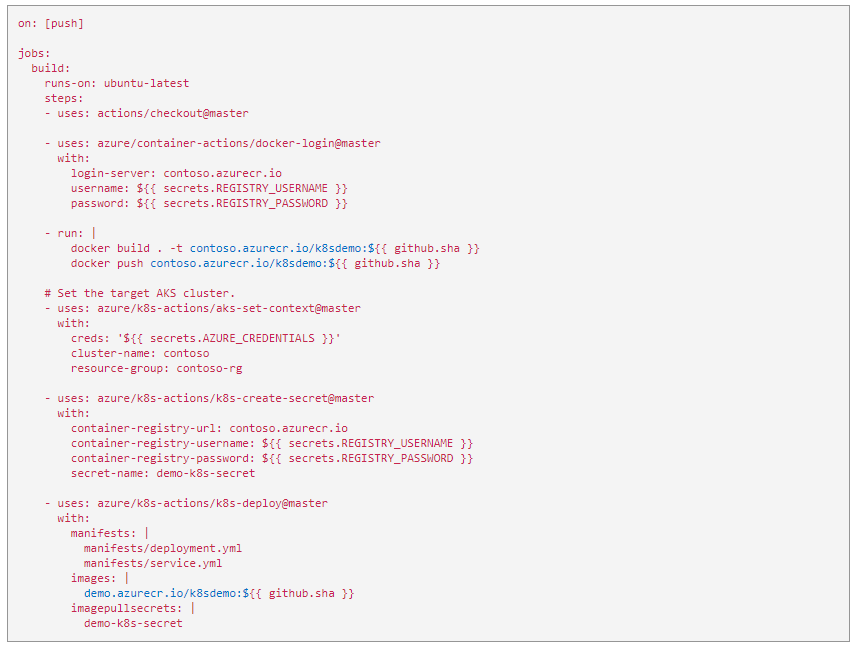 on: [push]

jobs:
  build:
    runs-on: ubuntu-latest
    steps:
    - uses: actions/checkout@master

    - uses: azure/container-actions/docker-login@master
      with:
        login-server: contoso.azurecr.io
        username: ${{ secrets.REGISTRY_USERNAME }}
        password: ${{ secrets.REGISTRY_PASSWORD }}

    - run: |
        docker build . -t contoso.azurecr.io/k8sdemo:${{ github.sha }}
        docker push contoso.azurecr.io/k8sdemo:${{ github.sha }}

    # Set the target AKS cluster.
    - uses: azure/k8s-actions/aks-set-context@master
      with:
        creds: '${{ secrets.AZURE_CREDENTIALS }}'
        cluster-name: contoso
        resource-group: contoso-rg

    - uses: azure/k8s-actions/k8s-create-secret@master
      with:
        container-registry-url: contoso.azurecr.io
        container-registry-username: ${{ secrets.REGISTRY_USERNAME }}
        container-registry-password: ${{ secrets.REGISTRY_PASSWORD }}
        secret-name: demo-k8s-secret

    - uses: azure/k8s-actions/k8s-deploy@master
      with:
        manifests: |
          manifests/deployment.yml
          manifests/service.yml
        images: |
          demo.azurecr.io/k8sdemo:${{ github.sha }}
        imagepullsecrets: |
          demo-k8s-secret